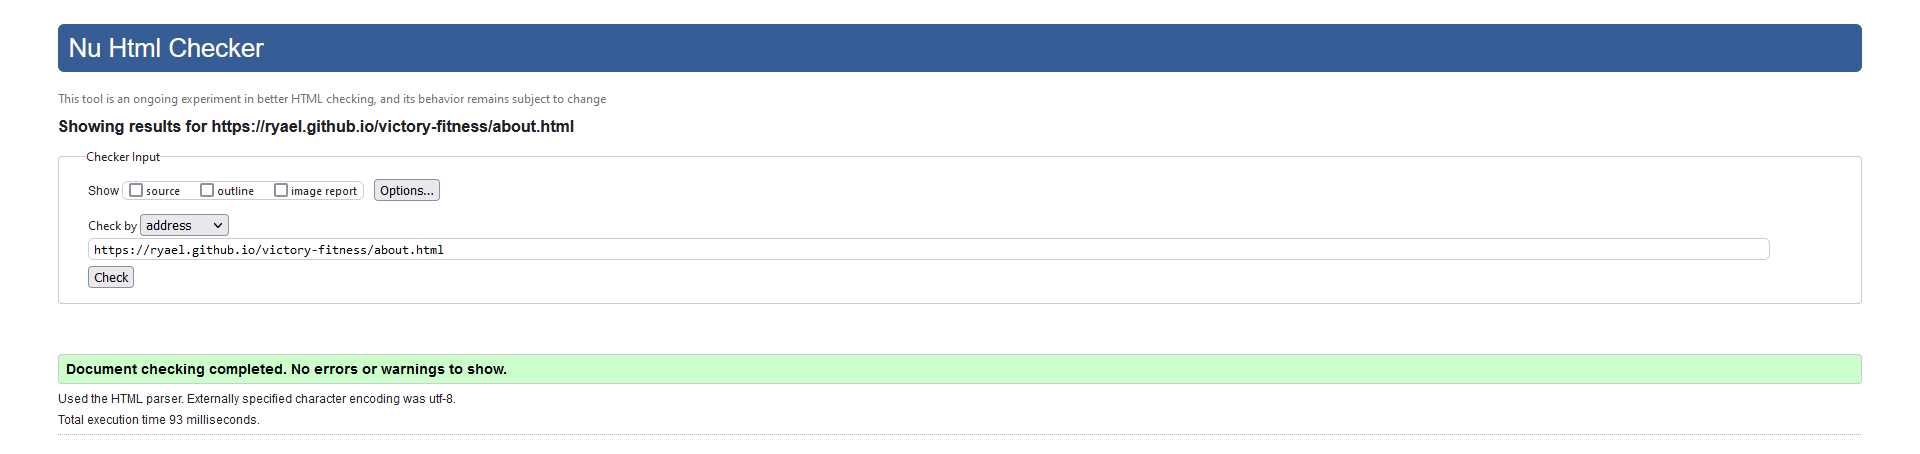 Nu Html Checker
This tool is an ongoing experiment in better HTML checking, and its behavior remains subject to change
Showing results for https://ryael.github.io/victory-fitness/about.html
Checker Input
Show source outline image report Options...
Check by address
https://ryael.github.io/victory-fitness/about.html
Check
Document checking completed. No errors or warnings to show.
Used the HTML parser. Externally specified character encoding was utf-8.
Total execution time 93 milliseconds.